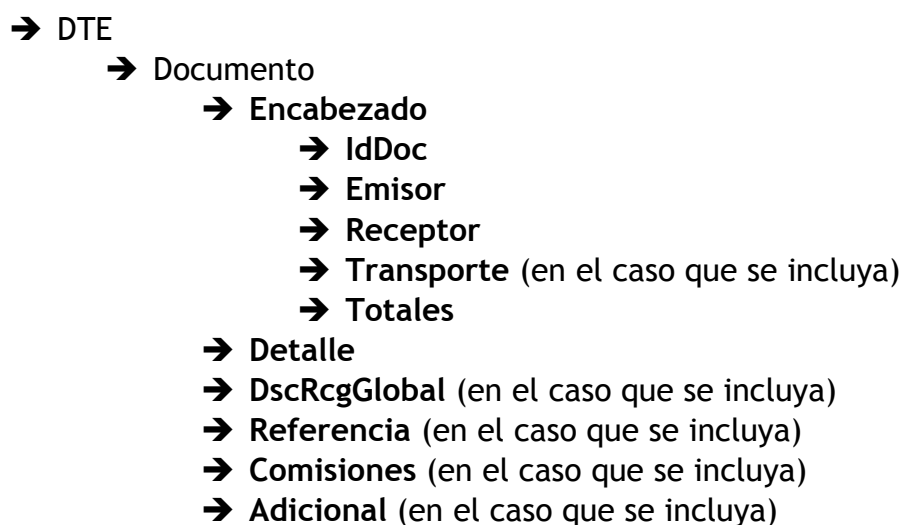 ➔ DTE
➔ Documento
➔ Encabezado
➔ IdDoc
➔ Emisor
➔ Receptor
➔ Transporte (en el caso que se incluya)
➔ Totales
➔ Detalle
➔ DscRcgGlobal (en el caso que se incluya)
➔ Referencia (en el caso que se incluya)
➔ Comisiones (en el caso que se incluya)
➔ Adicional (en el caso que se incluya)